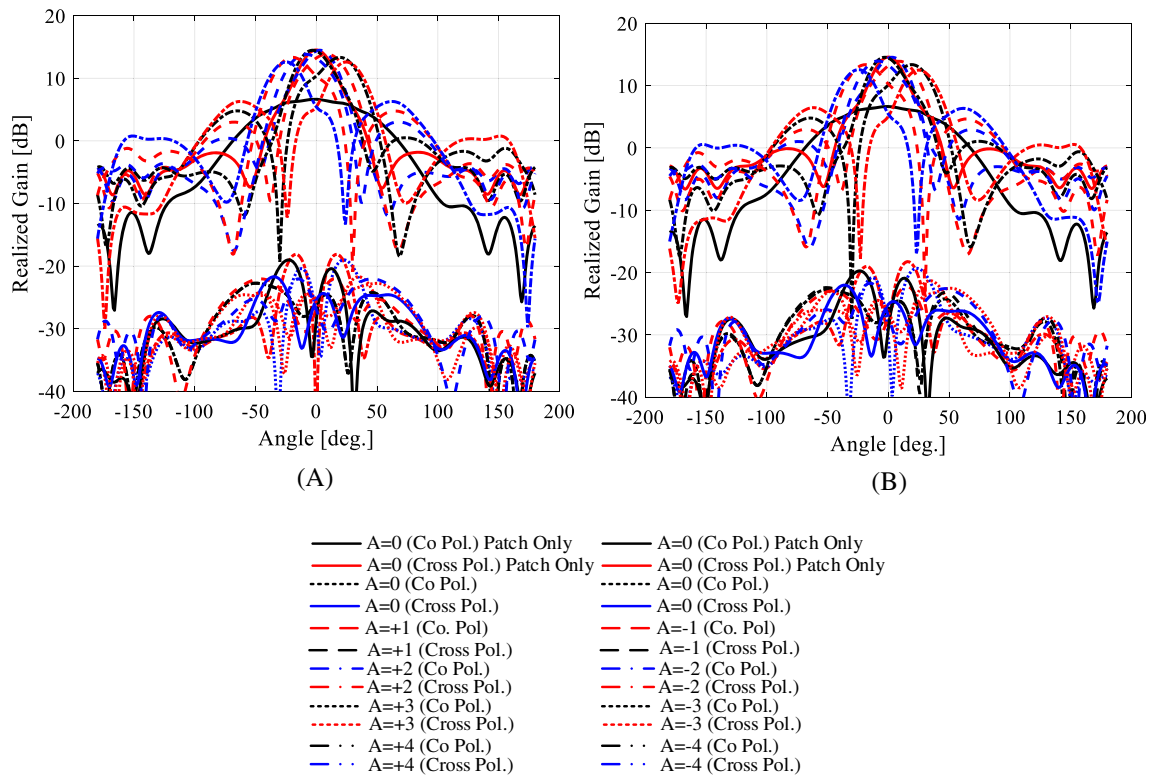 20
10
0
-10
-20
-30
-40
Realized Gain [dB]
-200 -150 -100 -50 0 50 100 150 200
Angle [deg.]
(A)
20
10
0
-10
-20
-30
-40
Realized Gain [dB]
-200 -150 -100 -50 0 50 100 150 200
Angle [deg.]
(B)
A=0 (Co Pol.) Patch Only
A=0 (Cross Pol.) Patch Only
A=0 (Co Pol.)
A=0 (Cross Pol.)
A=+1 (Co. Pol)
A=+1 (Cross Pol.)
A=+2 (Co Pol.)
A=+2 (Cross Pol.)
A=+3 (Co Pol.)
A=+3 (Cross Pol.)
A=+4 (Co Pol.)
A=+4 (Cross Pol.)
A=0 (Co Pol.) Patch Only
A=0 (Cross Pol.) Patch Only
A=0 (Co Pol.)
A=0 (Cross Pol.)
A=-1 (Co. Pol)
A=-1 (Cross Pol.)
A=-2 (Co Pol.)
A=-2 (Cross Pol.)
A=-3 (Co Pol.)
A=-3 (Cross Pol.)
A=-4 (Co Pol.)
A=-4 (Cross Pol.)